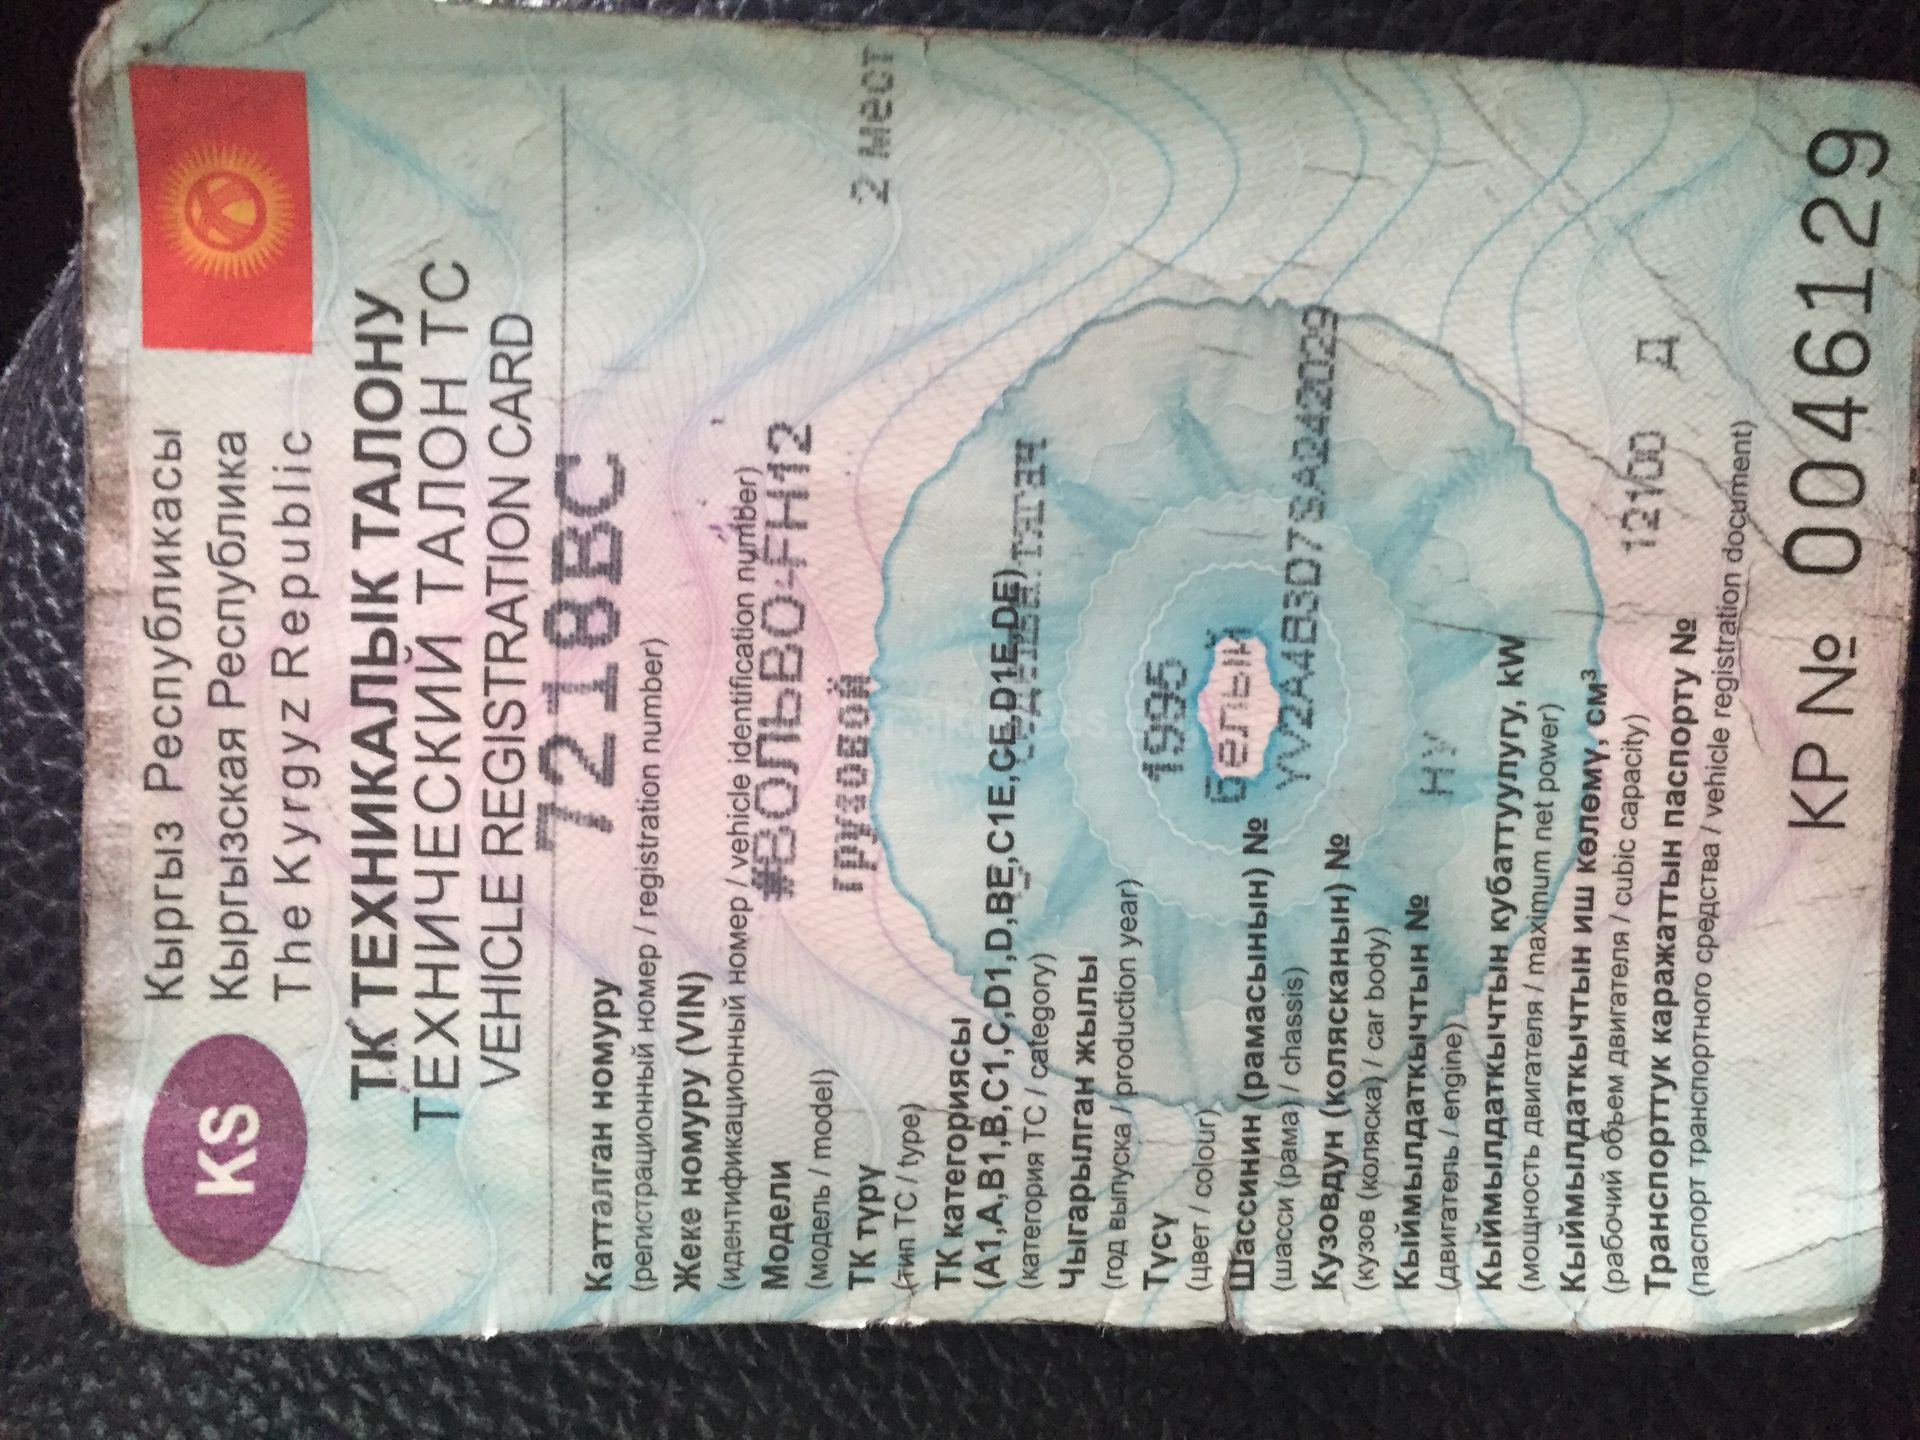 KS
Кыргыз Республикасы
Кыргызская Республика
The Kyrgyz Republic
ТК ТЕХНИКАЛЫК ТАЛОНУ
ТЕХНИЧЕСКИЙ ТАЛОН ТС
VEHICLE REGISTRATION CARD
7218BC
Катталган номуру
(регистрационный номер / registration number)
Жеке номуру (VIN)
(идентификационный номер / vehicle identification number)
#ВОЛЬВО-FH12
Модели
(модель / model)
грузовой 2 мест
ТК түрү
(тип ТС / type)
ТК категориясы
(A1,A,B1,B,C1,C,D1,D,BE,C1E,CE,D1E,DE)
седельн.тягач
(категория ТС / category)
Чыгарылган жылы
(год выпуска / production year)
1995
Түсү
белый
(цвет / colour)
Шассинин (рамасынын) №
YV2A4B3D7SA242029
(шасси (рама) / chassis)
Кузовдун (коляскaнын) №
(кузов (коляска) / car body)
Кыймылдаткычтын №
НУ
(двигатель / engine)
Кыймылдаткычтын кубаттуулугу, kW
(мощность двигателя / maximum net power)
Кыймылдаткычтын иш көлөмү, см³
12100 Д
(рабочий объем двигателя / cubic capacity)
Транспорттук каражаттын паспорту №
(паспорт транспортного средства / vehicle registration document)
KP № 0046129